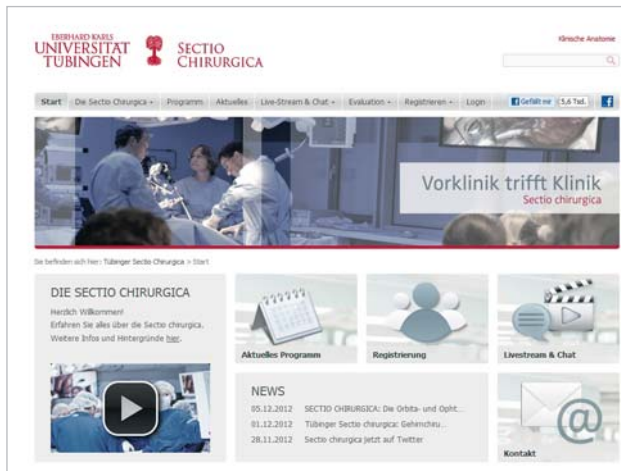 EBERHARD KARLS
UNIVERSITÄT
TÜBINGEN
SECTIO
CHIRURGICA
Klinische Anatomie
Start Die Sectio Chirurgica Programm Aktuelles Live-Stream & Chat Evaluation Registrieren Login Gefällt mir 5,6 Tsd.
Vorklinik trifft Klinik
Sectio chirurgica
Sie befinden sich hier: Tübinger Sectio Chirurgica > Start
DIE SECTIO CHIRURGICA
Herzlich Willkommen!
Erfahren Sie alles über die Sectio chirurgica.
Weitere Infos und Hintergründe hier.
Aktuelles Programm
Registrierung
Livestream & Chat
NEWS
05.12.2012 SECTIO CHIRURGICA: Die Orbita- und Opht...
01.12.2012 Tübinger Sectio chirurgica: Gehirnchiru...
28.11.2012 Sectio chirurgica jetzt auf Twitter
Kontakt